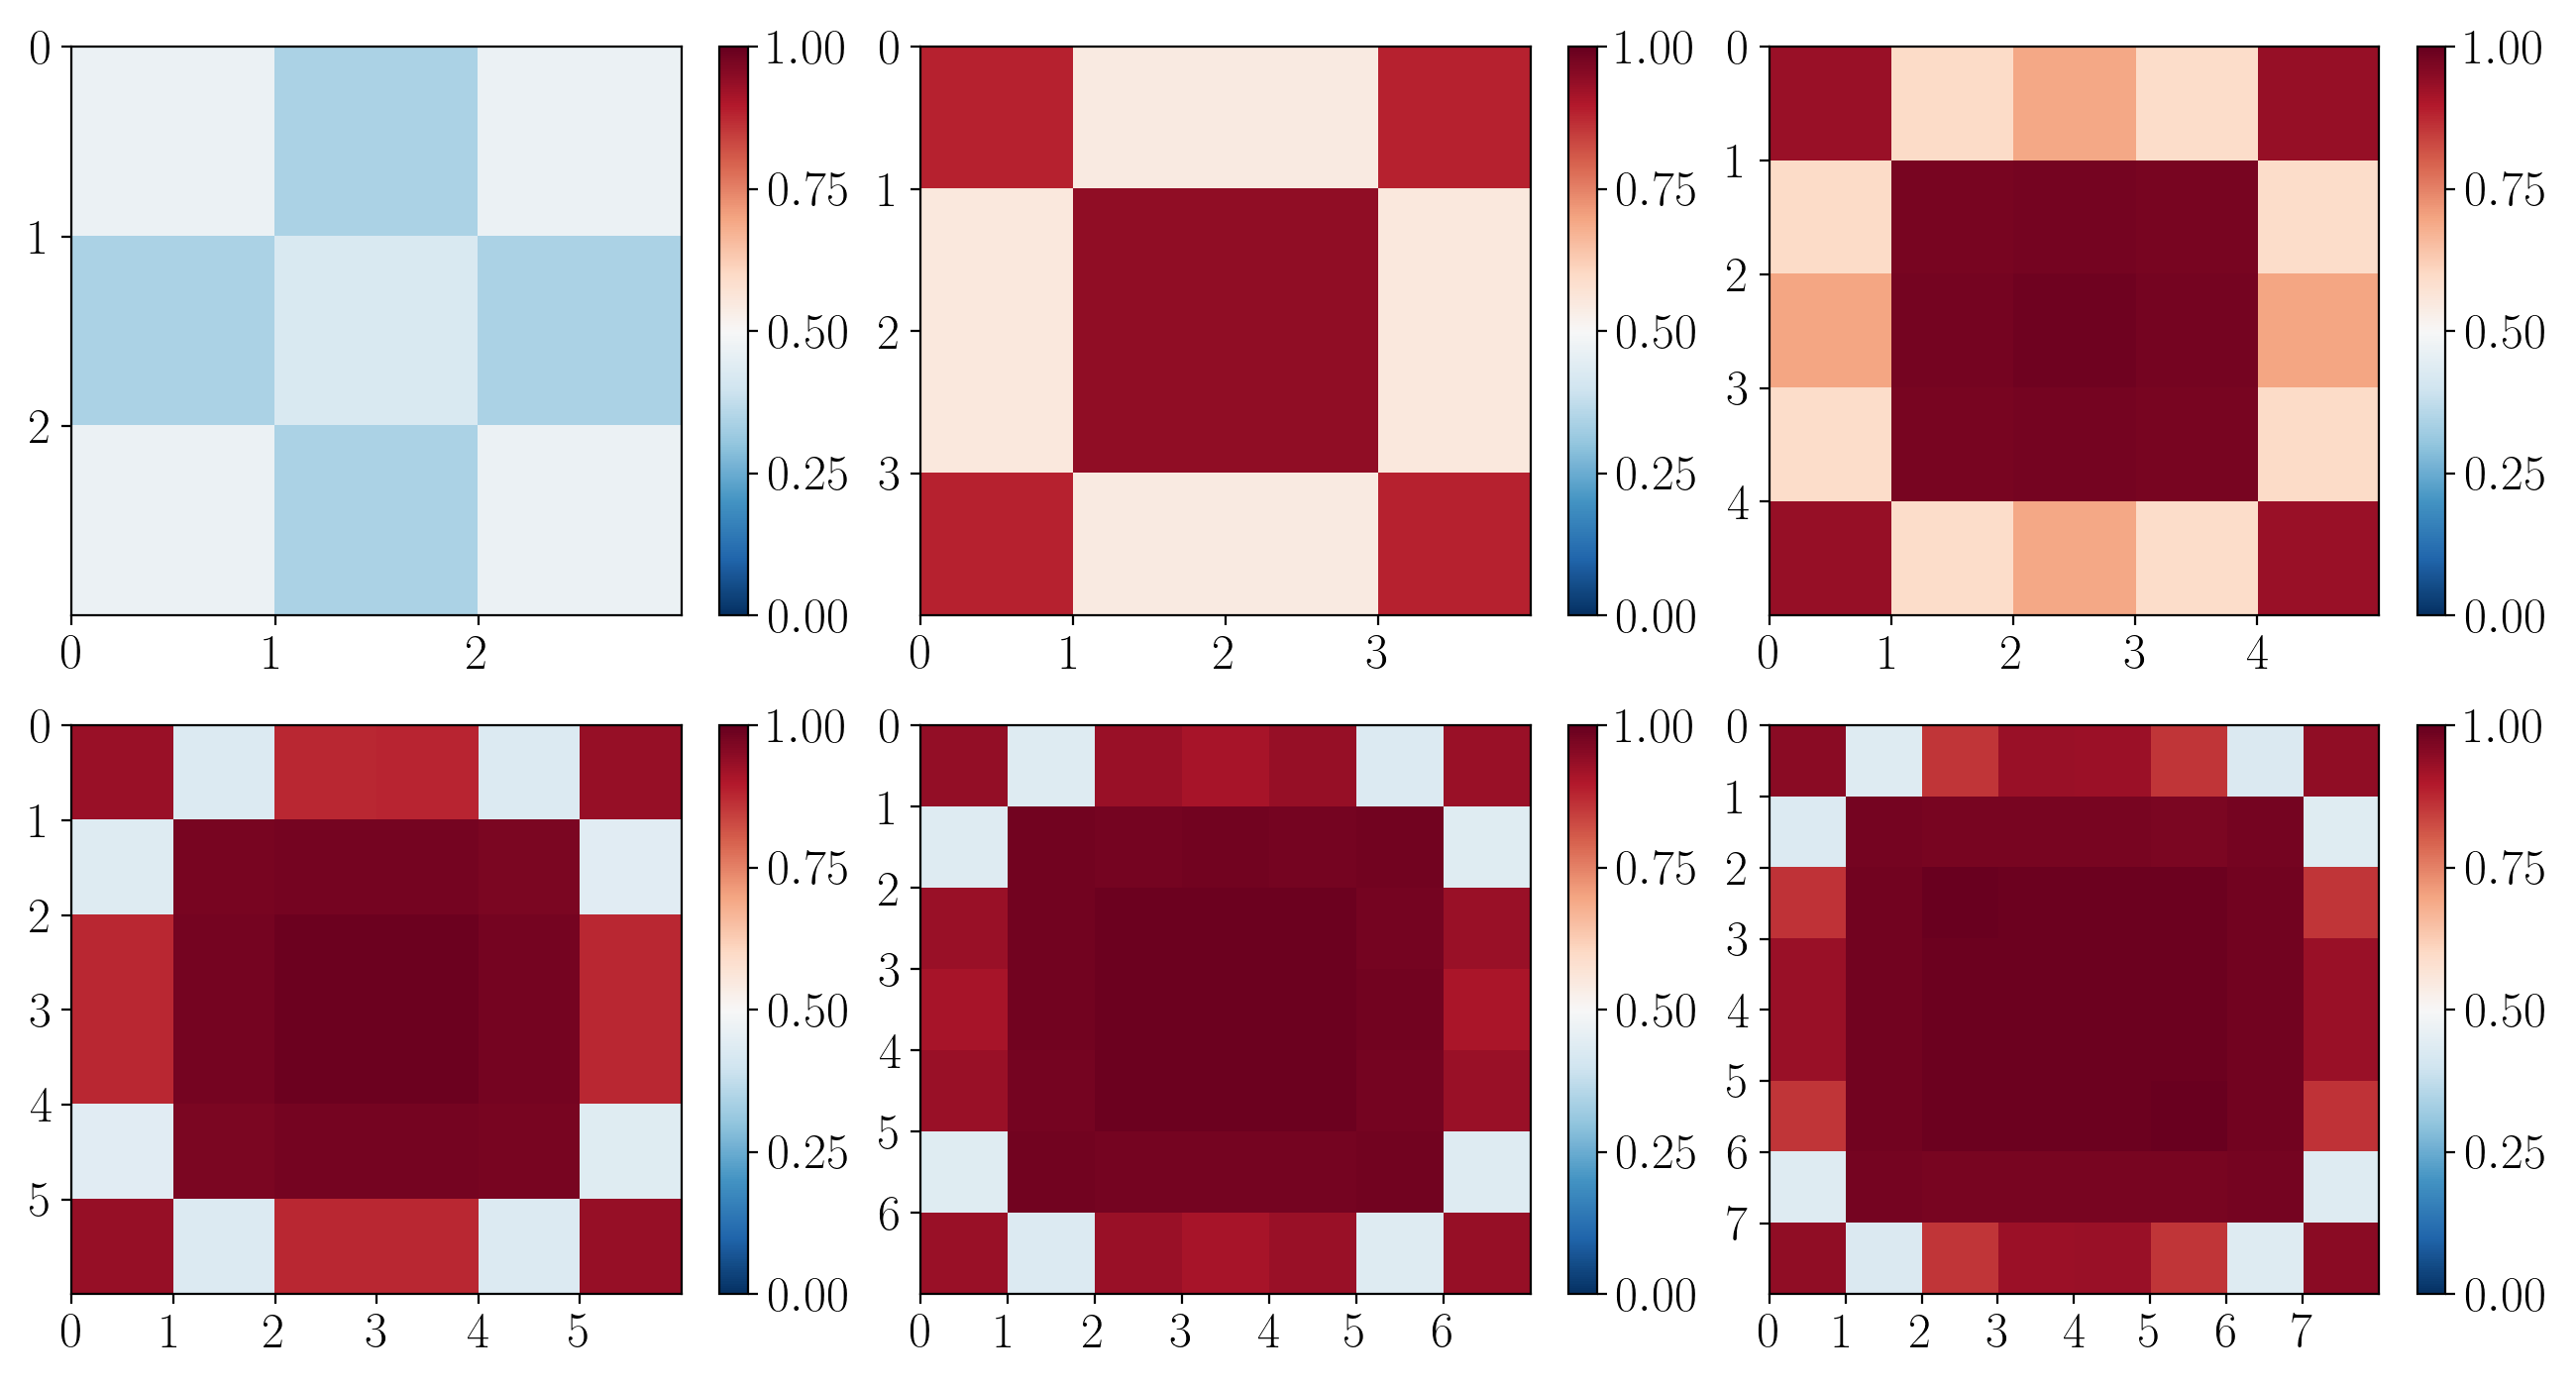 0 1.00 0 1.00 0 1.00
1 0.75 1 0.75 1 0.75
2 0.50 2 0.50 2 0.50
0.25 3 0.25 3 0.25
4
0.00 0.00 0.00
0 1 2 0 1 2 3 0 1 2 3 4
0 1.00 0 1.00 0 1.00
1 0.75 1 0.75 1 0.75
2 2 2
3 0.50 3 0.50 3 0.50
4 0.25 4 0.25 4 0.25
5 5 5
6 6
7
0.00 0.00 0.00
0 1 2 3 4 5 0 1 2 3 4 5 6 0 1 2 3 4 5 6 7